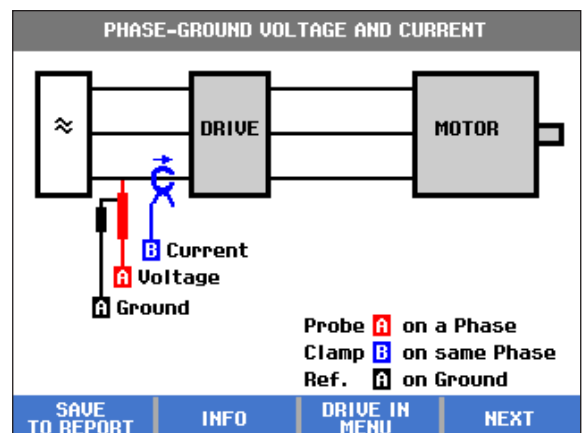 PHASE-GROUND VOLTAGE AND CURRENT
≈
DRIVE
MOTOR
B Current
A Voltage
A Ground
Probe A on a Phase
Clamp B on same Phase
Ref. A on Ground
SAVE
TO REPORT
INFO
DRIVE IN
MENU
NEXT